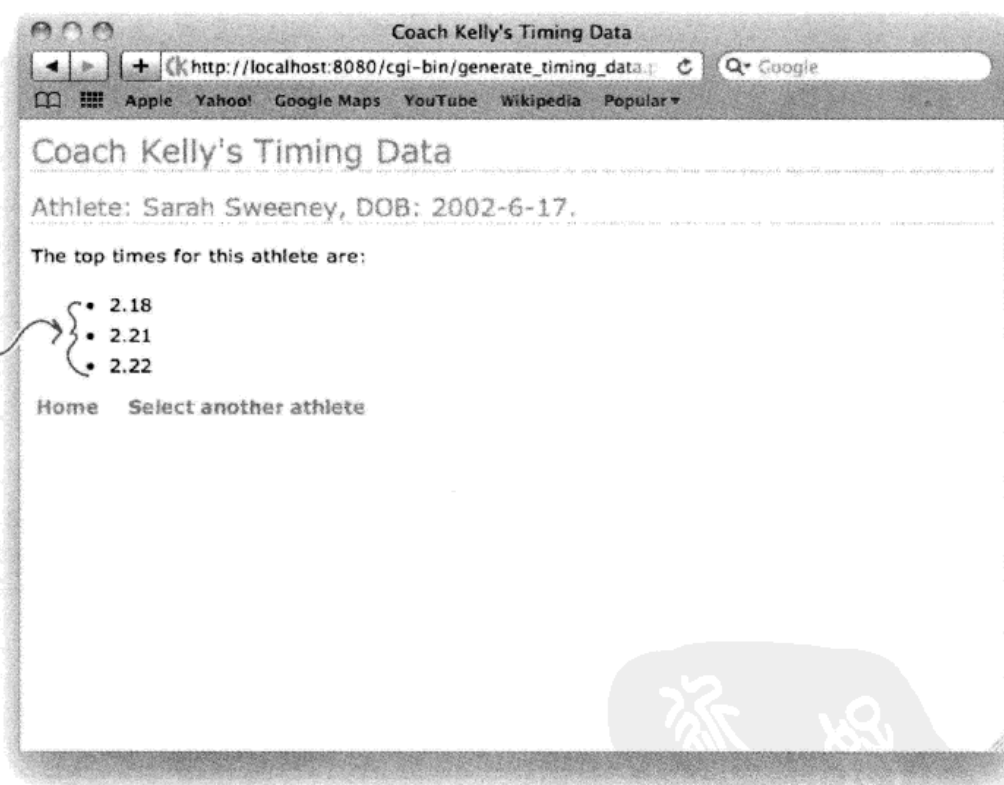 Coach Kelly's Timing Data
http://localhost:8080/cgi-bin/generate_timing_data.p
Google
Apple Yahoo! Google Maps YouTube Wikipedia Popular
Coach Kelly's Timing Data
Athlete: Sarah Sweeney, DOB: 2002-6-17.
The top times for this athlete are:
• 2.18
• 2.21
• 2.22
Home Select another athlete